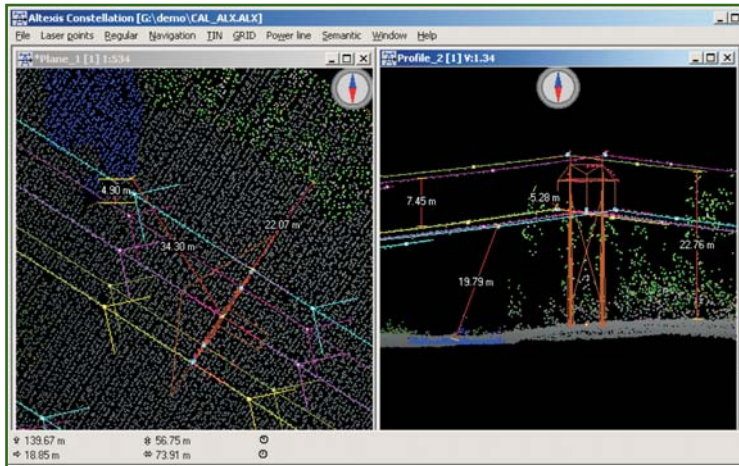 Altexis Constellation [G:\demo\CAL_ALX.ALX]
File Laser points Regular Navigation TIN GRID Power line Semantic Window Help
*Plane_1 [1] 1:534
Profile_2 [1] V:1.34
4.90 m
22.07 m
34.30 m
7.45 m
5.28 m
22.76 m
19.79 m
139.67 m 56.75 m
18.85 m 73.91 m